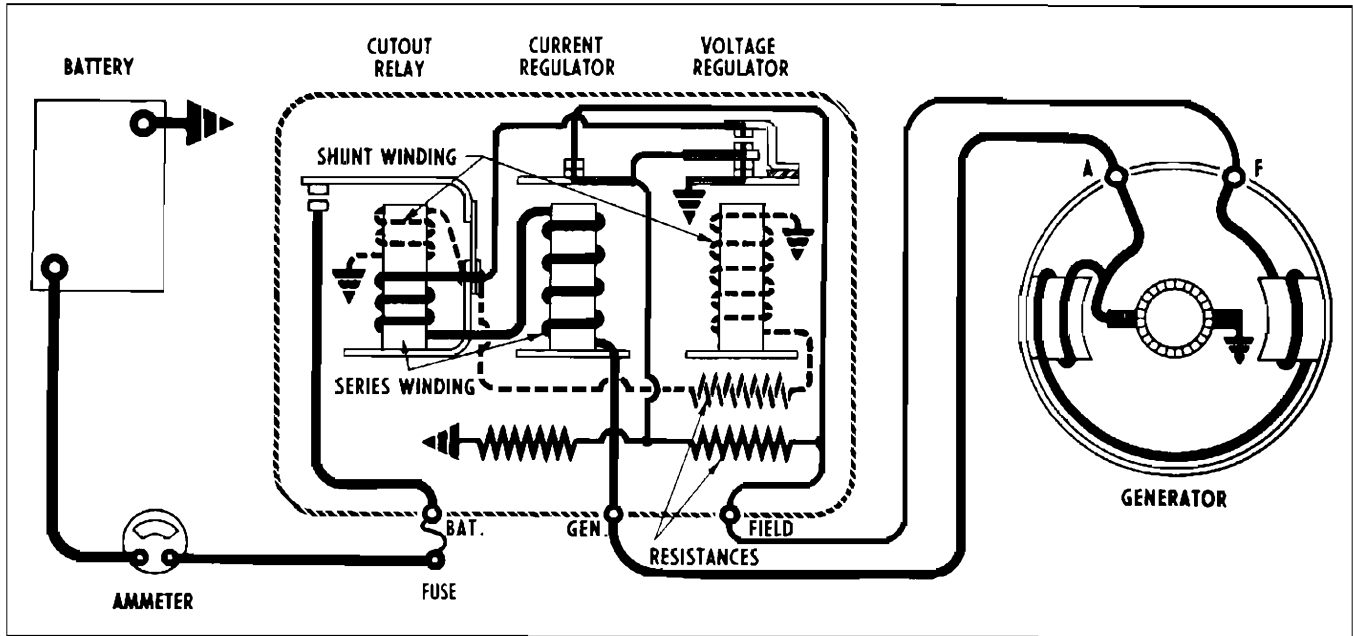 BATTERY
CUTOUT
RELAY
CURRENT
REGULATOR
VOLTAGE
REGULATOR
SHUNT WINDING
A
F
SERIES WINDING
GENERATOR
BAT.
GEN.
FIELD
RESISTANCES
FUSE
AMMETER